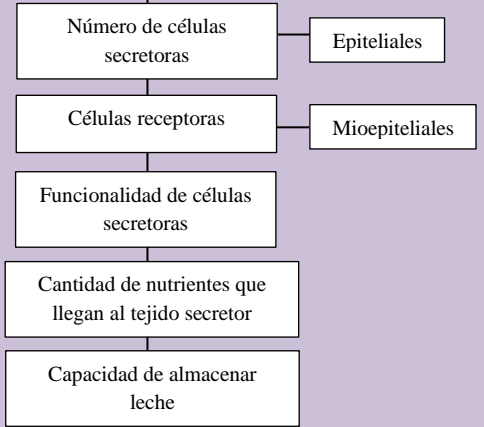 Número de células
secretoras
Epiteliales
Células receptoras
Mioepiteliales
Funcionalidad de células
secretoras
Cantidad de nutrientes que
llegan al tejido secretor
Capacidad de almacenar
leche